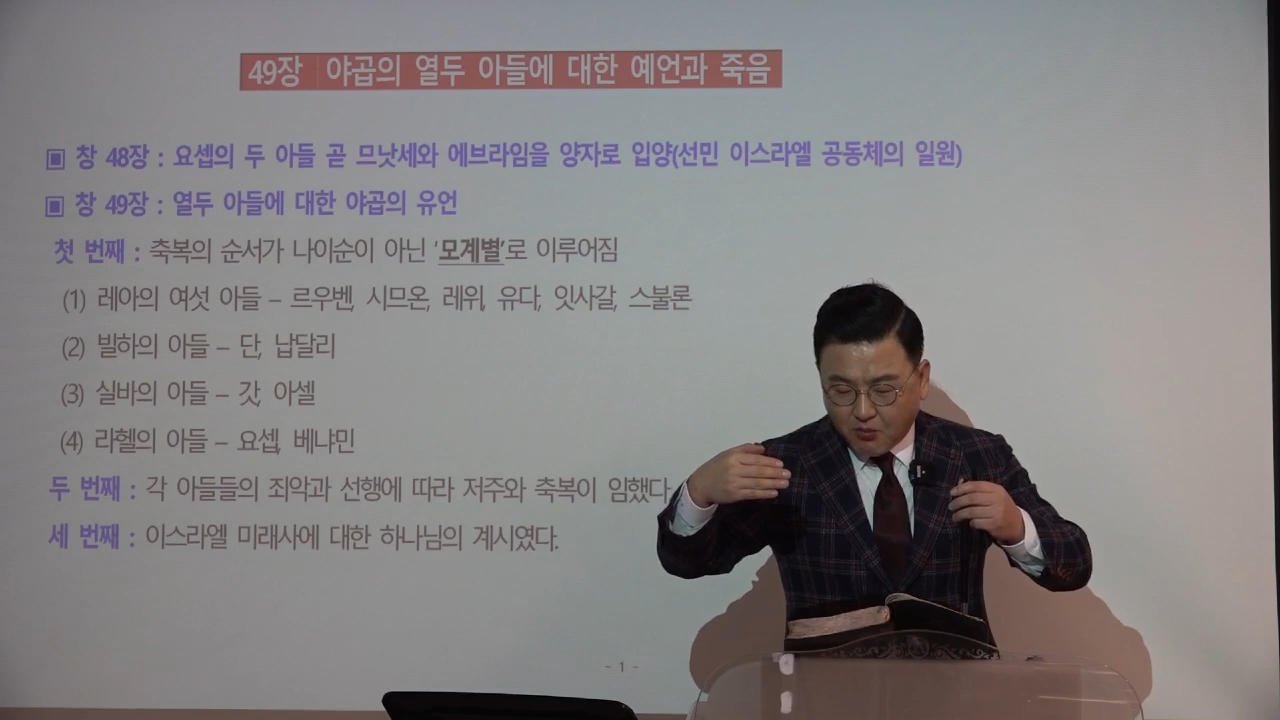 49장 야곱의 열두 아들에 대한 예언과 죽음
▣ 창 48장 : 요셉의 두 아들 곧 므낫세와 에브라임을 양자로 입양(선민 이스라엘 공동체의 일원)
▣ 창 49장 : 열두 아들에 대한 야곱의 유언
첫 번째 : 축복의 순서가 나이순이 아닌 ‘모계별’로 이루어짐
(1) 레아의 여섯 아들 – 르우벤, 시므온, 레위, 유다, 잇사갈, 스불론
(2) 빌하의 아들 – 단, 납달리
(3) 실바의 아들 – 갓, 아셀
(4) 라헬의 아들 – 요셉, 베냐민
두 번째 : 각 아들들의 죄악과 선행에 따라 저주와 축복이 임했다
세 번째 : 이스라엘 미래사에 대한 하나님의 계시였다.
- 1 -